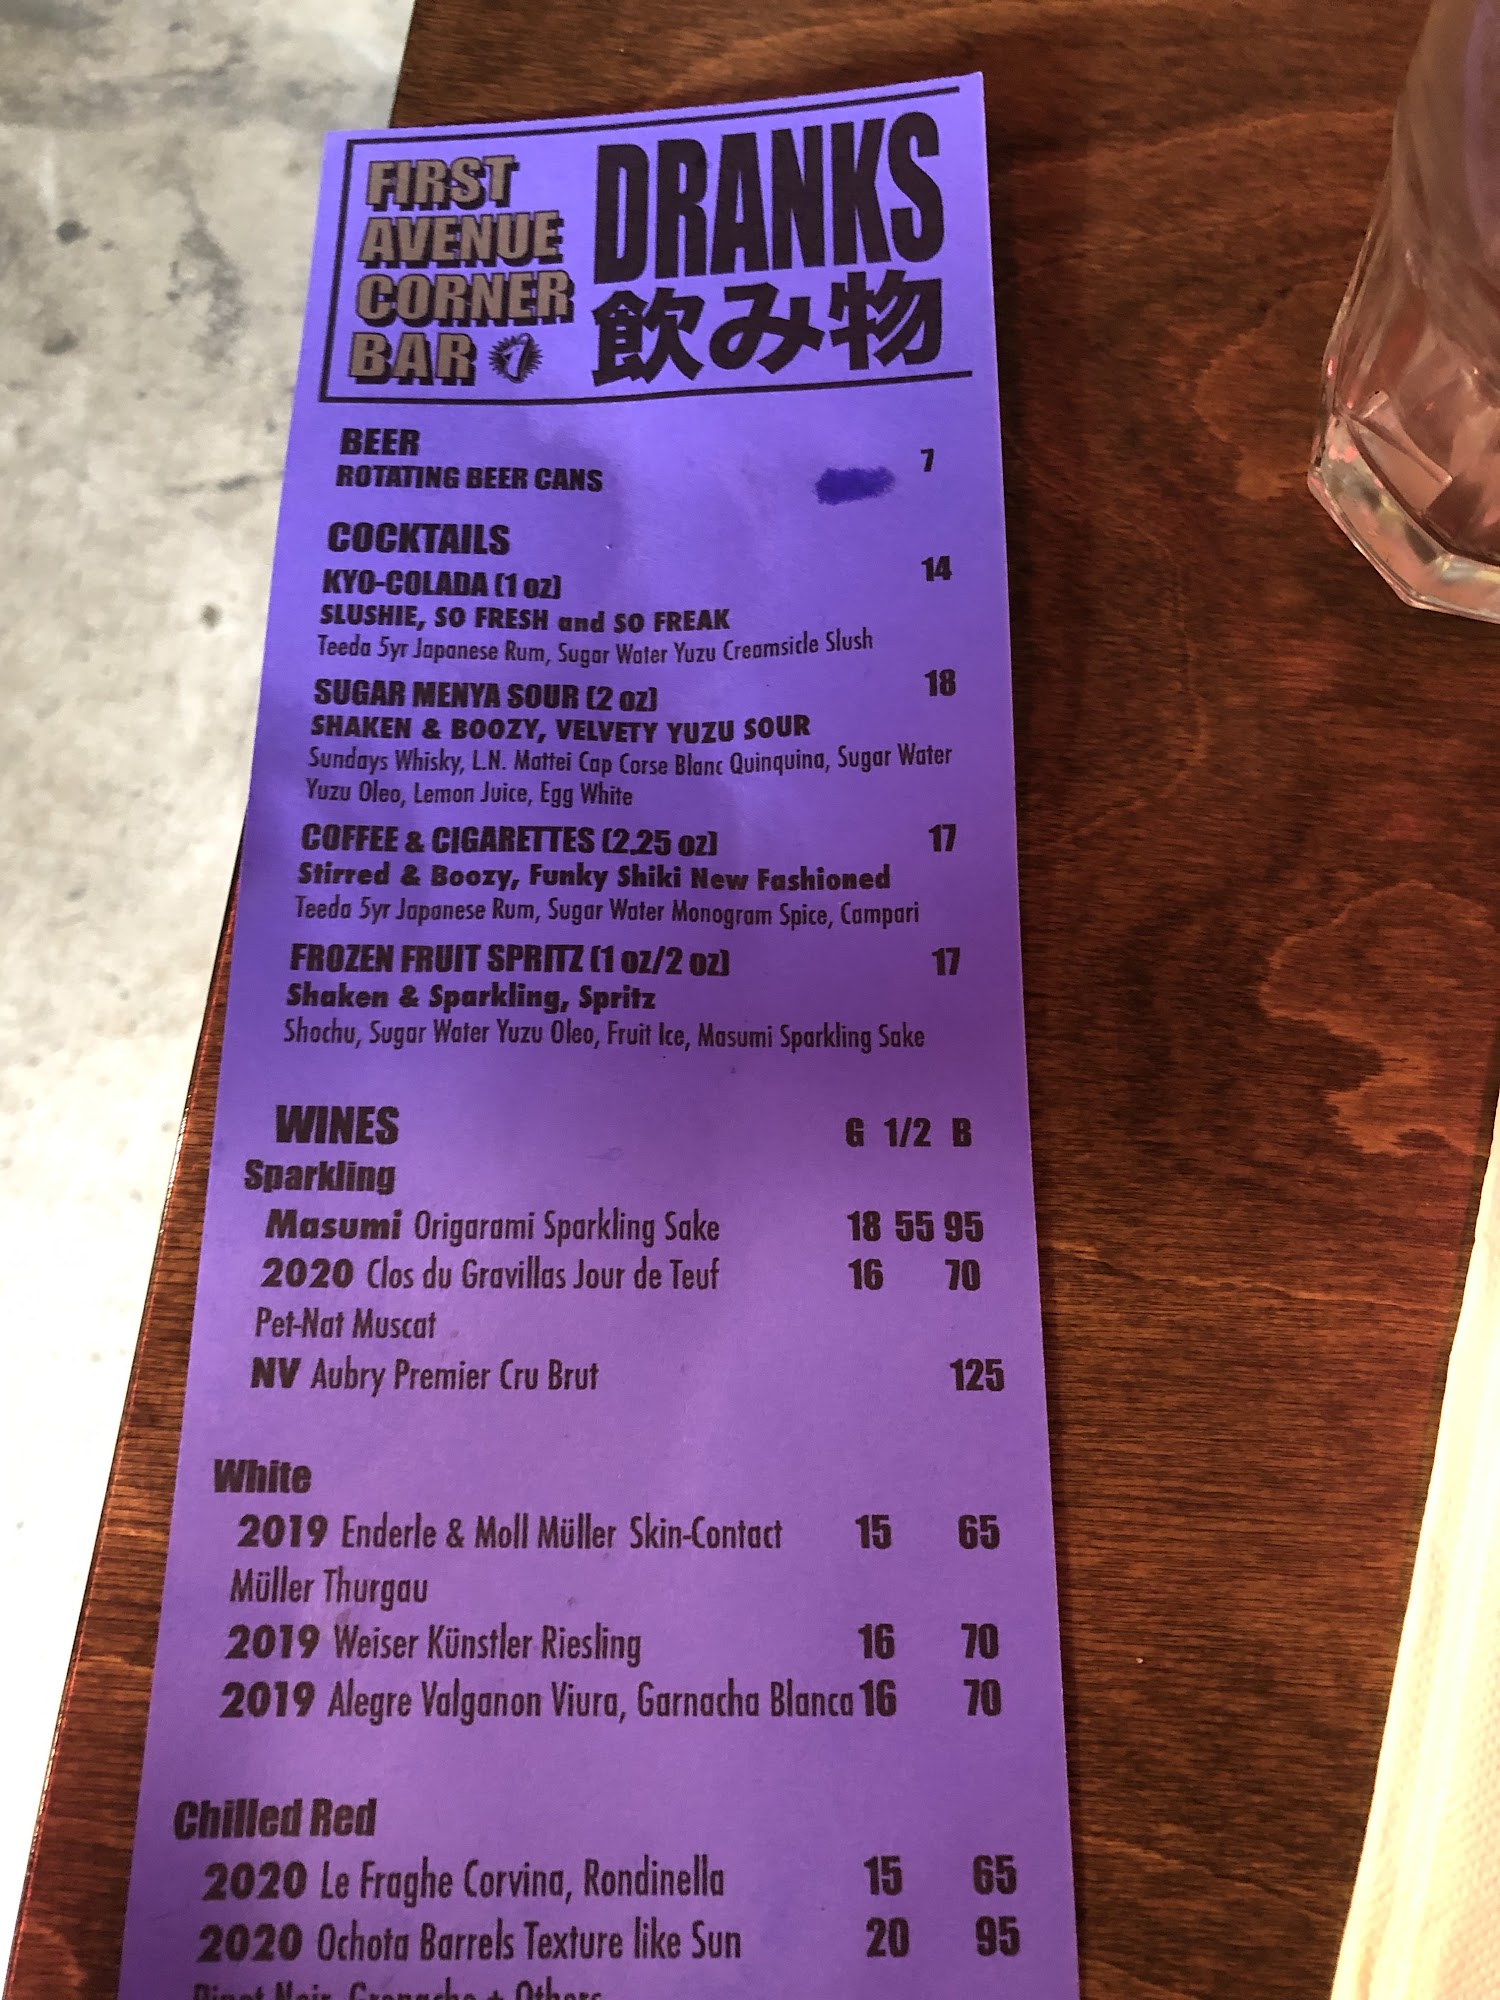 FIRST
AVENUE
CORNER
BAR
DRANKS
飲み物
BEER
ROTATING BEER CANS 7
COCKTAILS
KYO-COLADA (1 oz) 14
SLUSHIE, SO FRESH and SO FREAK
Teeda 5yr Japanese Rum, Sugar Water Yuzu Creamsicle Slush
SUGAR MENYA SOUR (2 oz) 18
SHAKEN & BOOZY, VELVETY YUZU SOUR
Sundays Whisky, L.N. Mattei Cap Corse Blanc Quinquina, Sugar Water
Yuzu Oleo, Lemon Juice, Egg White
COFFEE & CIGARETTES (2.25 oz) 17
Stirred & Boozy, Funky Shiki New Fashioned
Teeda 5yr Japanese Rum, Sugar Water Monogram Spice, Campari
FROZEN FRUIT SPRITZ (1 oz/2 oz) 17
Shaken & Sparkling, Spritz
Shochu, Sugar Water Yuzu Oleo, Fruit Ice, Masumi Sparkling Sake
WINES G 1/2 B
Sparkling
Masumi Origarami Sparkling Sake 18 55 95
2020 Clos du Gravillas Jour de Teuf 16 70
Pet-Nat Muscat
NV Aubry Premier Cru Brut 125
White
2019 Enderle & Moll Müller Skin-Contact 15 65
Müller Thurgau
2019 Weiser Künstler Riesling 16 70
2019 Alegre Valganon Viura, Garnacha Blanca 16 70
Chilled Red
2020 Le Fraghe Corvina, Rondinella 15 65
2020 Ochota Barrels Texture like Sun 20 95
Pinot Noir, Grenache + Others